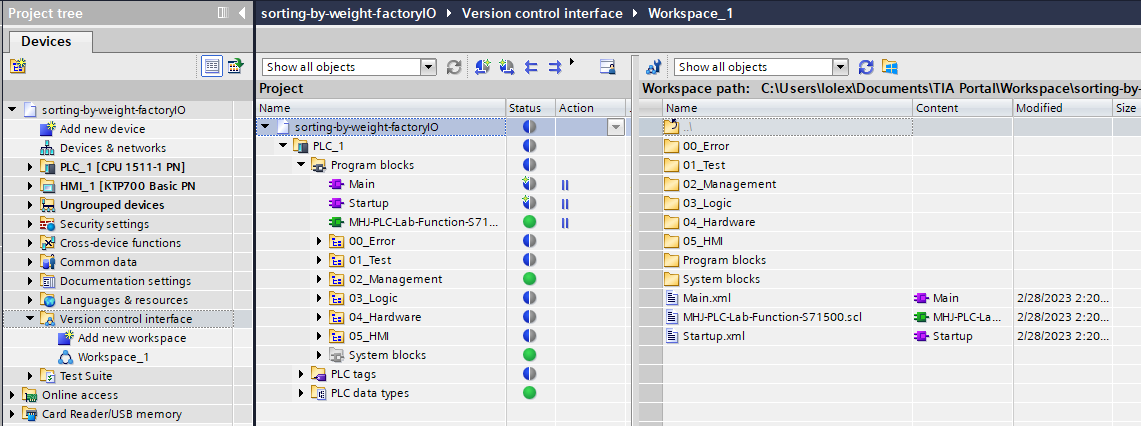 Project tree
Devices
sorting-by-weight-factoryIO
Add new device
Devices & networks
PLC_1 [CPU 1511-1 PN]
HMI_1 [KTP700 Basic PN
Ungrouped devices
Security settings
Cross-device functions
Common data
Documentation settings
Languages & resources
Version control interface
Add new workspace
Workspace_1
Test Suite
Online access
Card Reader/USB memory
sorting-by-weight-factoryIO Version control interface Workspace_1
Show all objects
Project
Name Status Action
sorting-by-weight-factoryIO
PLC_1
Program blocks
Main
Startup
MHJ-PLC-Lab-Function-S71...
00_Error
01_Test
02_Management
03_Logic
04_Hardware
05_HMI
System blocks
PLC tags
PLC data types
Show all objects
Workspace path: C:\Users\lolex\Documents\TIA Portal\Workspace\sorting-by-
Name Content Modified Size
..\
00_Error
01_Test
02_Management
03_Logic
04_Hardware
05_HMI
Program blocks
System blocks
Main.xml Main 2/28/2023 2:20...
MHJ-PLC-Lab-Function-S71500.scl MHJ-PLC-La... 2/28/2023 2:20...
Startup.xml Startup 2/28/2023 2:20...